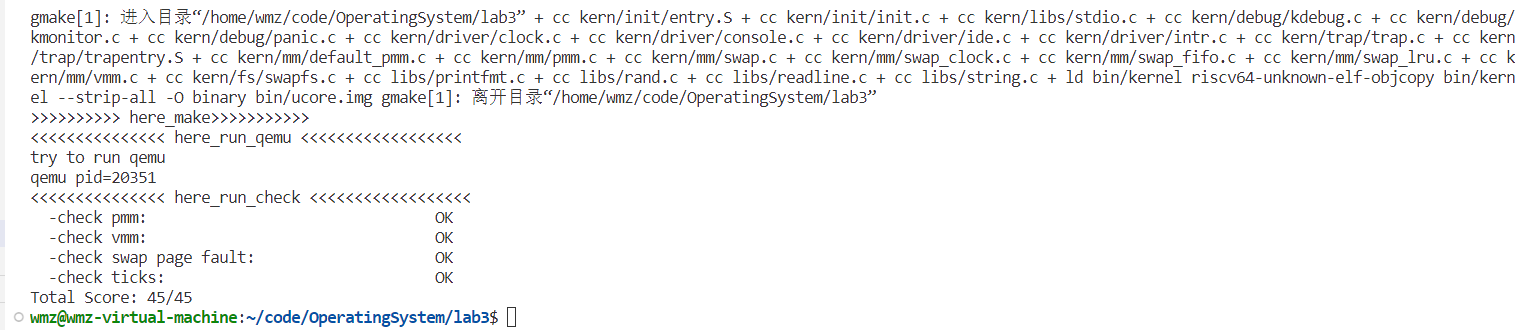 gmake[1]: 进入目录“/home/wmz/code/OperatingSystem/lab3” + cc kern/init/entry.S + cc kern/init/init.c + cc kern/libs/stdio.c + cc kern/debug/kdebug.c + cc kern/debug/
kmonitor.c + cc kern/debug/panic.c + cc kern/driver/clock.c + cc kern/driver/console.c + cc kern/driver/ide.c + cc kern/driver/intr.c + cc kern/trap/trap.c + cc kern
/trap/trapentry.S + cc kern/mm/default_pmm.c + cc kern/mm/pmm.c + cc kern/mm/swap.c + cc kern/mm/swap_clock.c + cc kern/mm/swap_fifo.c + cc kern/mm/swap_lru.c + cc k
ern/mm/vmm.c + cc kern/fs/swapfs.c + cc libs/printfmt.c + cc libs/rand.c + cc libs/readline.c + cc libs/string.c + ld bin/kernel riscv64-unknown-elf-objcopy bin/kern
el --strip-all -O binary bin/ucore.img gmake[1]: 离开目录“/home/wmz/code/OperatingSystem/lab3”
>>>>>>>>>> here_make>>>>>>>>>>>
<<<<<<<<<<<<<<< here_run_qemu <<<<<<<<<<<<<<<<<<
try to run qemu
qemu pid=20351
<<<<<<<<<<<<<<< here_run_check <<<<<<<<<<<<<<<<<<
-check pmm: OK
-check vmm: OK
-check swap page fault: OK
-check ticks: OK
Total Score: 45/45
wmz@wmz-virtual-machine:~/code/OperatingSystem/lab3$